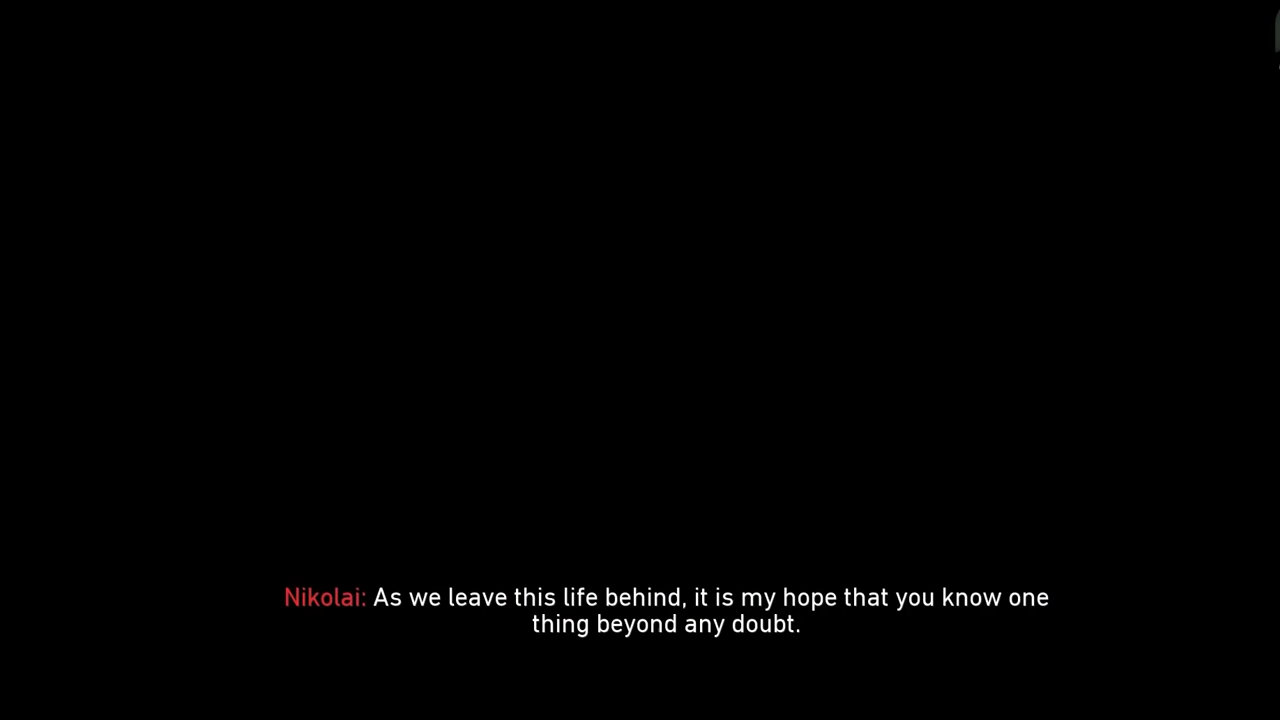 Nikolai: As we leave this life behind, it is my hope that you know one
thing beyond any doubt.